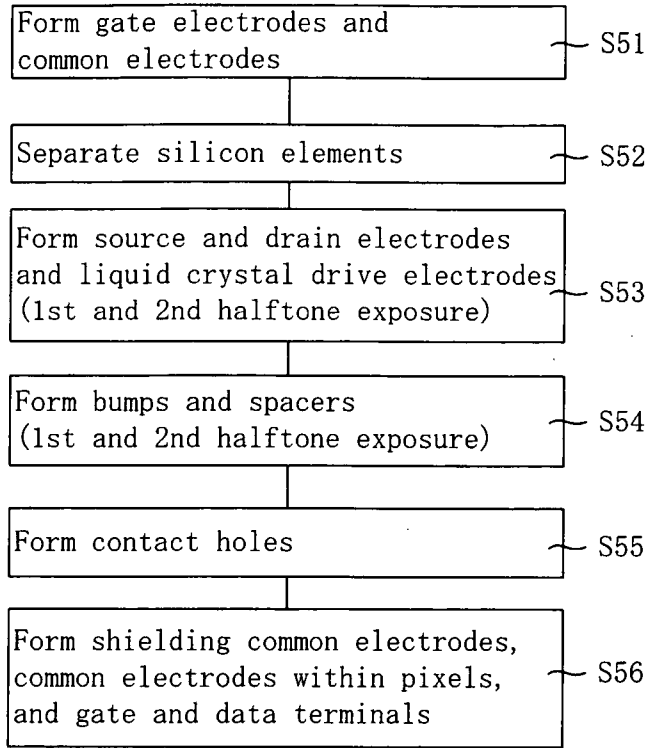 Form gate electrodes and
common electrodes
S51
Separate silicon elements
S52
Form source and drain electrodes
and liquid crystal drive electrodes
(1st and 2nd halftone exposure)
S53
Form bumps and spacers
(1st and 2nd halftone exposure)
S54
Form contact holes
S55
Form shielding common electrodes,
common electrodes within pixels,
and gate and data terminals
S56